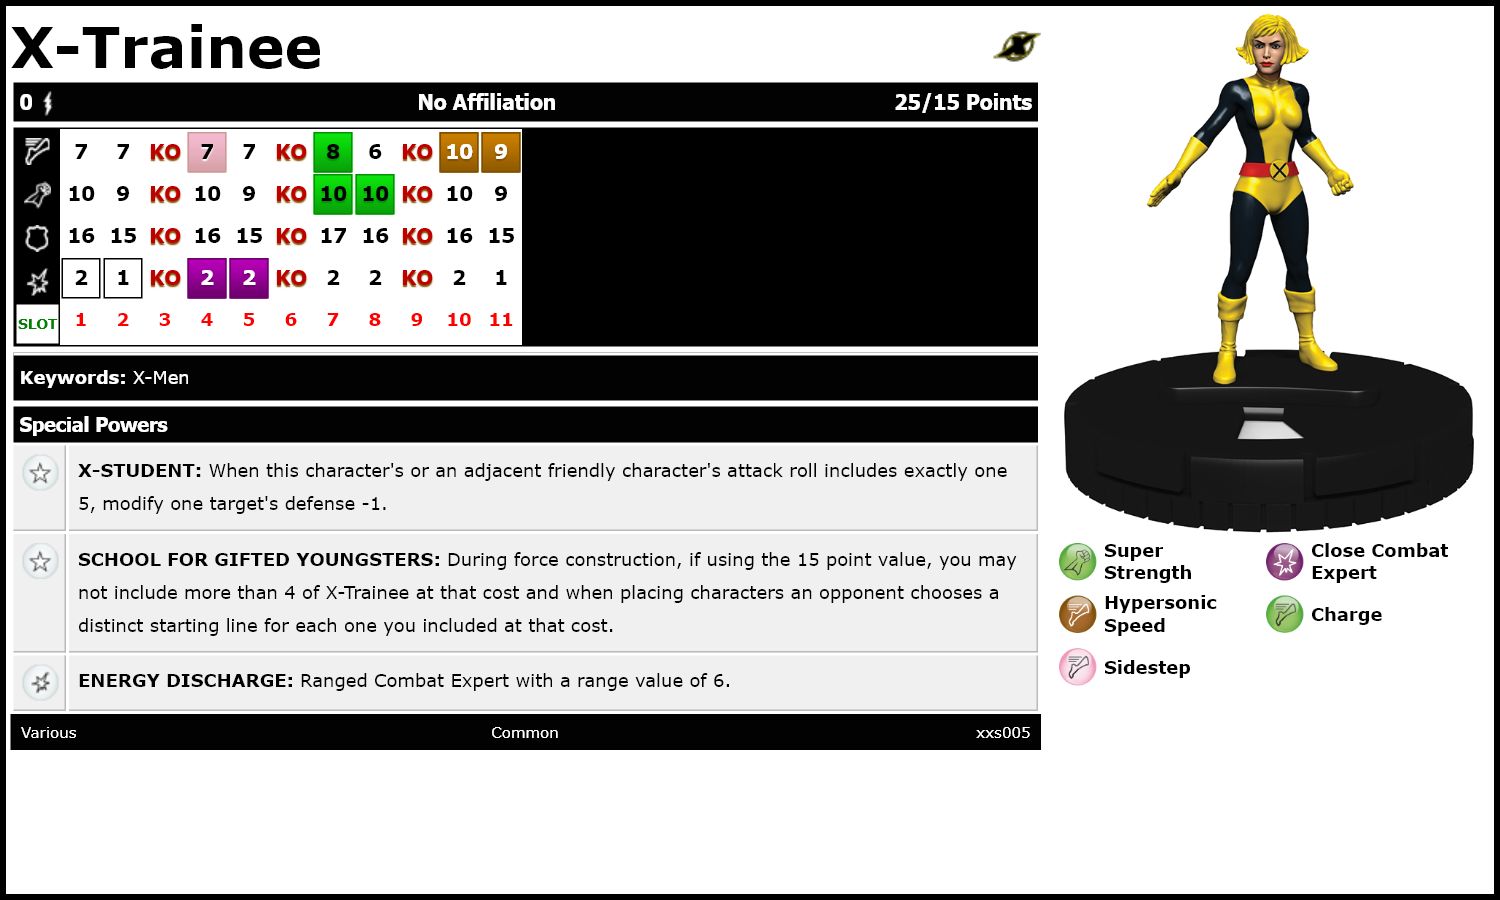 X-Trainee
0 No Affiliation 25/15 Points
7 7 KO 7 7 KO 8 6 KO 10 9
10 9 KO 10 9 KO 10 10 KO 10 9
16 15 KO 16 15 KO 17 16 KO 16 15
2 1 KO 2 2 KO 2 2 KO 2 1
SLOT 1 2 3 4 5 6 7 8 9 10 11
Keywords: X-Men
Special Powers
X-STUDENT: When this character's or an adjacent friendly character's attack roll includes exactly one
5, modify one target's defense -1.
SCHOOL FOR GIFTED YOUNGSTERS: During force construction, if using the 15 point value, you may
not include more than 4 of X-Trainee at that cost and when placing characters an opponent chooses a
distinct starting line for each one you included at that cost.
ENERGY DISCHARGE: Ranged Combat Expert with a range value of 6.
Various Common xxs005
Super
Strength
Close Combat
Expert
Hypersonic
Speed
Charge
Sidestep